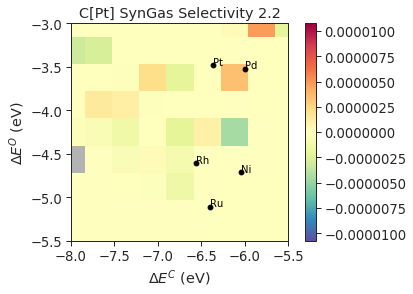 C[Pt] SynGas Selectivity 2.2
−3.0
−3.5
−4.0
−4.5
−5.0
−5.5
ΔE^O (eV)
Pt
Pd
Rh
Ni
Ru
−8.0 −7.5 −7.0 −6.5 −6.0 −5.5
ΔE^C (eV)
0.0000100
0.0000075
0.0000050
0.0000025
0.0000000
−0.0000025
−0.0000050
−0.0000075
−0.0000100